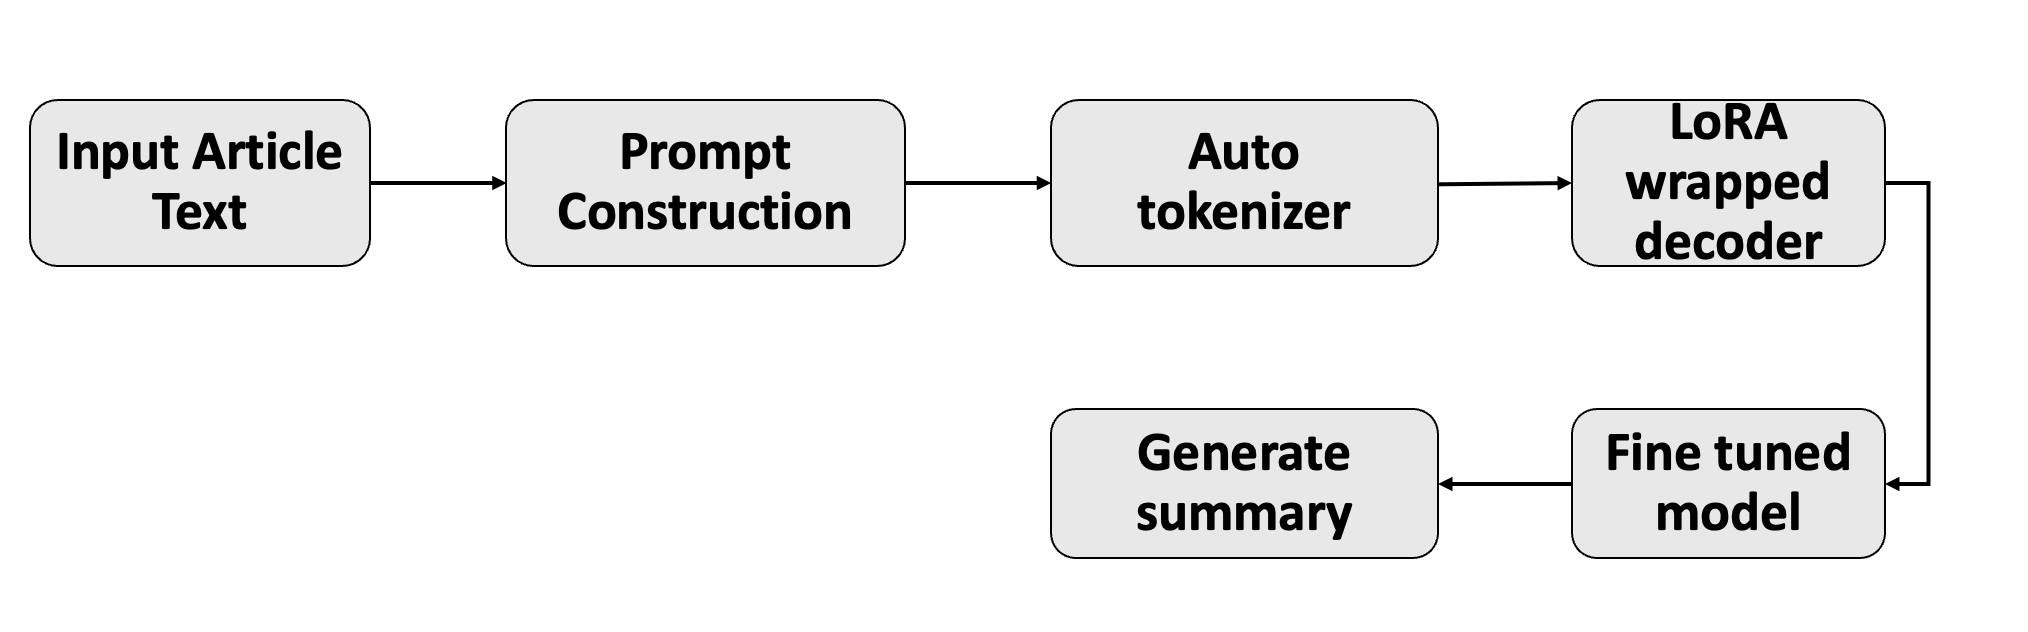 Input Article
Text
Prompt
Construction
Auto
tokenizer
LoRA
wrapped
decoder
Fine tuned
model
Generate
summary